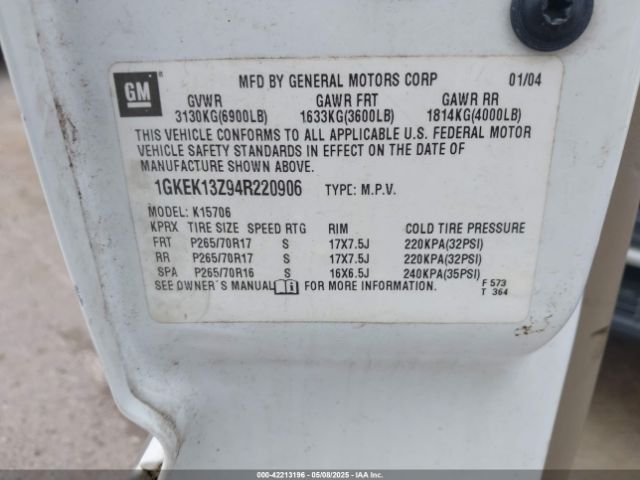 GM
MFD BY GENERAL MOTORS CORP 01/04
GVWR GAWR FRT GAWR RR
3130KG(6900LB) 1633KG(3600LB) 1814KG(4000LB)
THIS VEHICLE CONFORMS TO ALL APPLICABLE U.S. FEDERAL MOTOR
VEHICLE SAFETY STANDARDS IN EFFECT ON THE DATE OF
MANUFACTURE SHOWN ABOVE.
1GKEK13Z94R220906 TYPE: M.P.V.
MODEL: K15706
KPRX TIRE SIZE SPEED RTG RIM COLD TIRE PRESSURE
FRT P265/70R17 S 17X7.5J 220KPA(32PSI)
RR P265/70R17 S 17X7.5J 220KPA(32PSI)
SPA P265/70R16 S 16X6.5J 240KPA(35PSI)
SEE OWNER'S MANUAL FOR MORE INFORMATION.
F 573
T 364
000-42213196 - 05/08/2025 - IAAI.COM